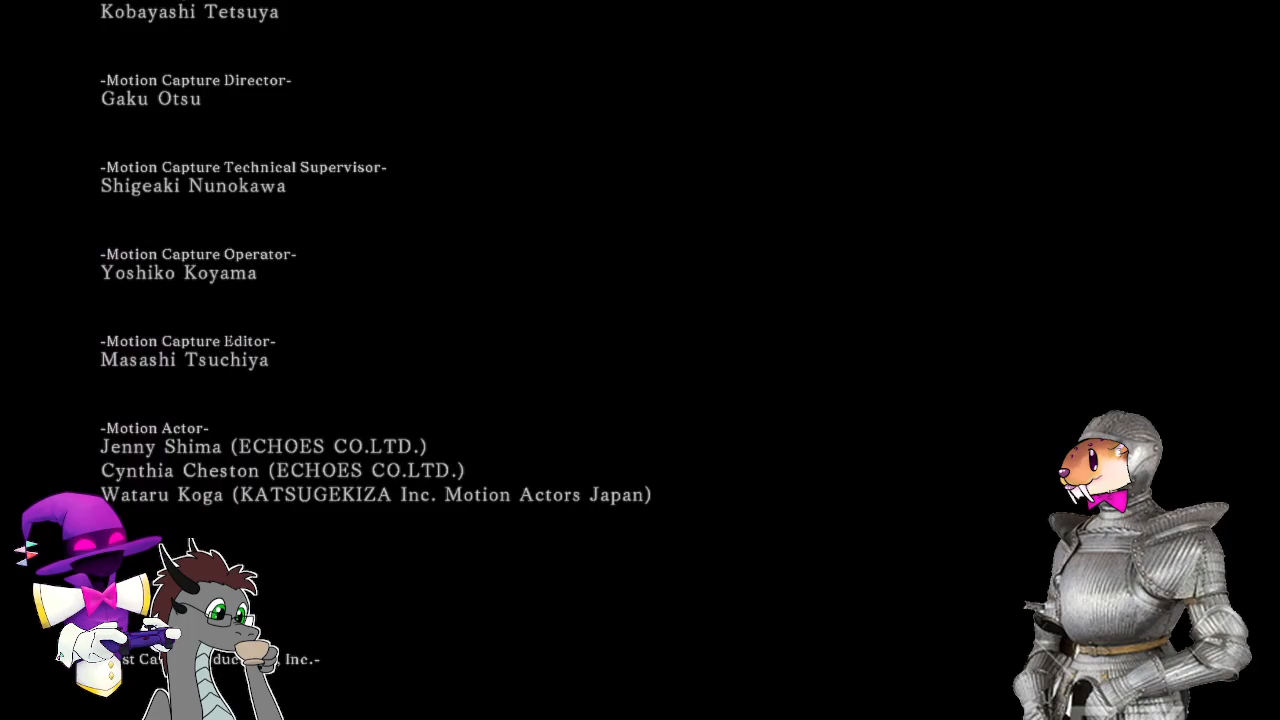 Kobayashi Tetsuya
-Motion Capture Director-
Gaku Otsu
-Motion Capture Technical Supervisor-
Shigeaki Nunokawa
-Motion Capture Operator-
Yoshiko Koyama
-Motion Capture Editor-
Masashi Tsuchiya
-Motion Actor-
Jenny Shima (ECHOES CO.LTD.)
Cynthia Cheston (ECHOES CO.LTD.)
Wataru Koga (KATSUGEKIZA Inc. Motion Actors Japan)
Inc.-